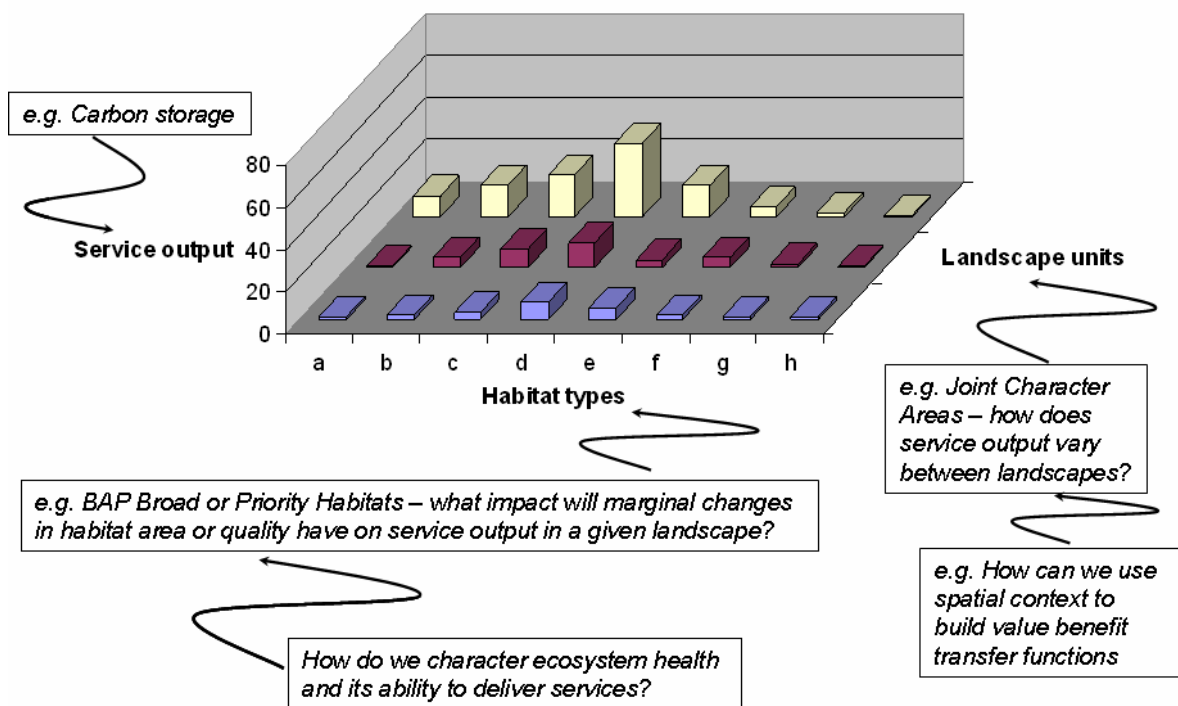 e.g. Carbon storage
80
60
40
20
0
Service output
Landscape units
a b c d e f g h
Habitat types
e.g. Joint Character
Areas – how does
service output vary
between landscapes?
e.g. BAP Broad or Priority Habitats – what impact will marginal changes
in habitat area or quality have on service output in a given landscape?
e.g. How can we use
spatial context to
build value benefit
transfer functions
How do we character ecosystem health
and its ability to deliver services?